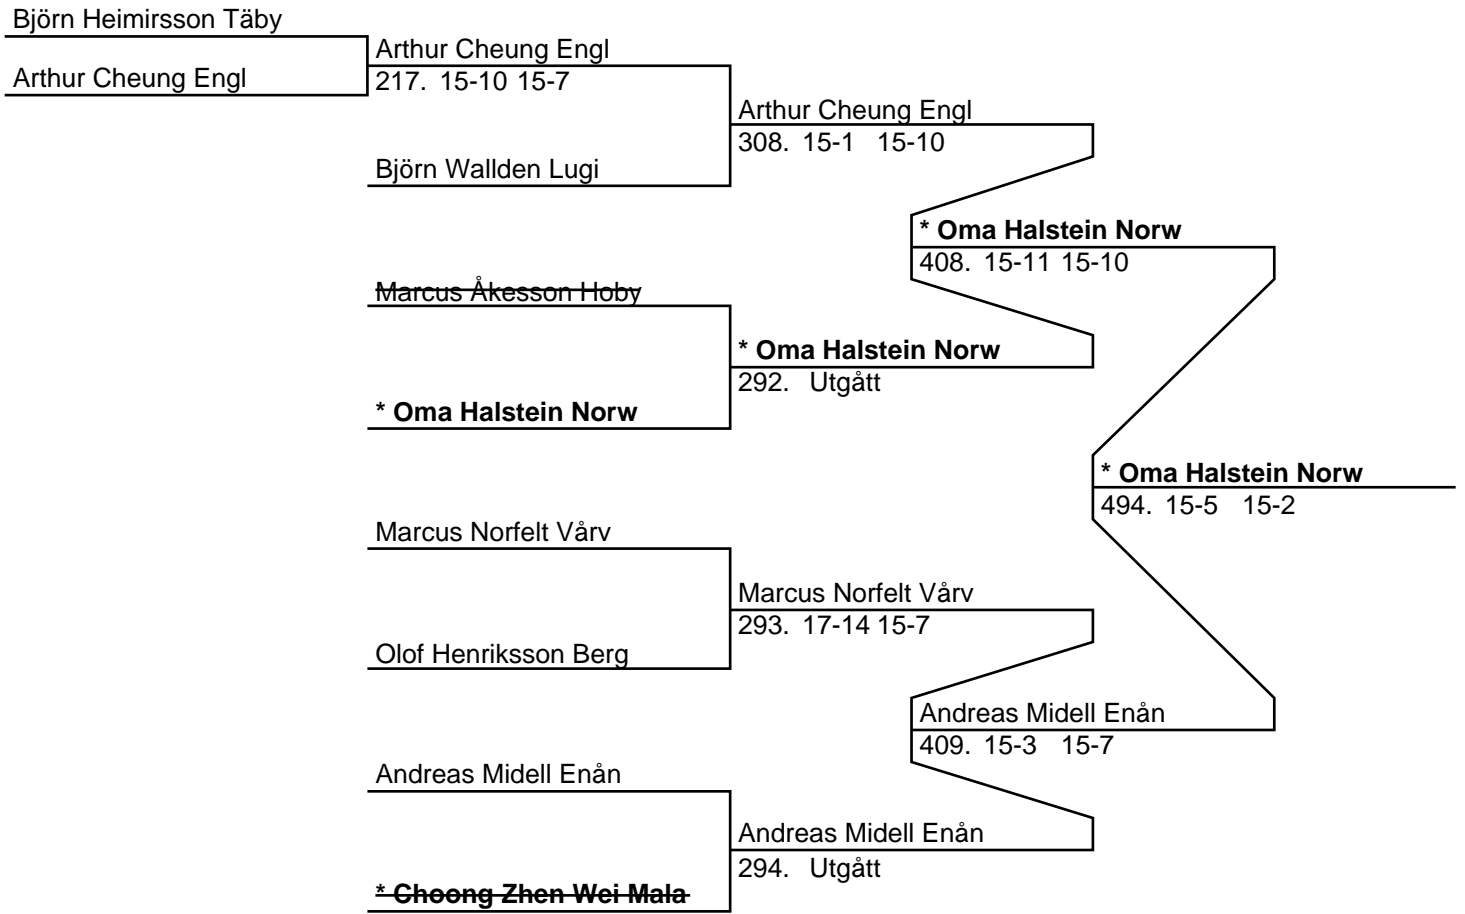 Björn Heimirsson Täby
Arthur Cheung Engl
Arthur Cheung Engl
217. 15-10 15-7
Björn Wallden Lugi
Arthur Cheung Engl
308. 15-1 15-10
Marcus Åkesson Hoby
* Oma Halstein Norw
* Oma Halstein Norw
292. Utgått
* Oma Halstein Norw
408. 15-11 15-10
Marcus Norfelt Vårv
Olof Henriksson Berg
Marcus Norfelt Vårv
293. 17-14 15-7
Andreas Midell Enån
* Choong Zhen Wei Mala
Andreas Midell Enån
294. Utgått
Andreas Midell Enån
409. 15-3 15-7
* Oma Halstein Norw
494. 15-5 15-2